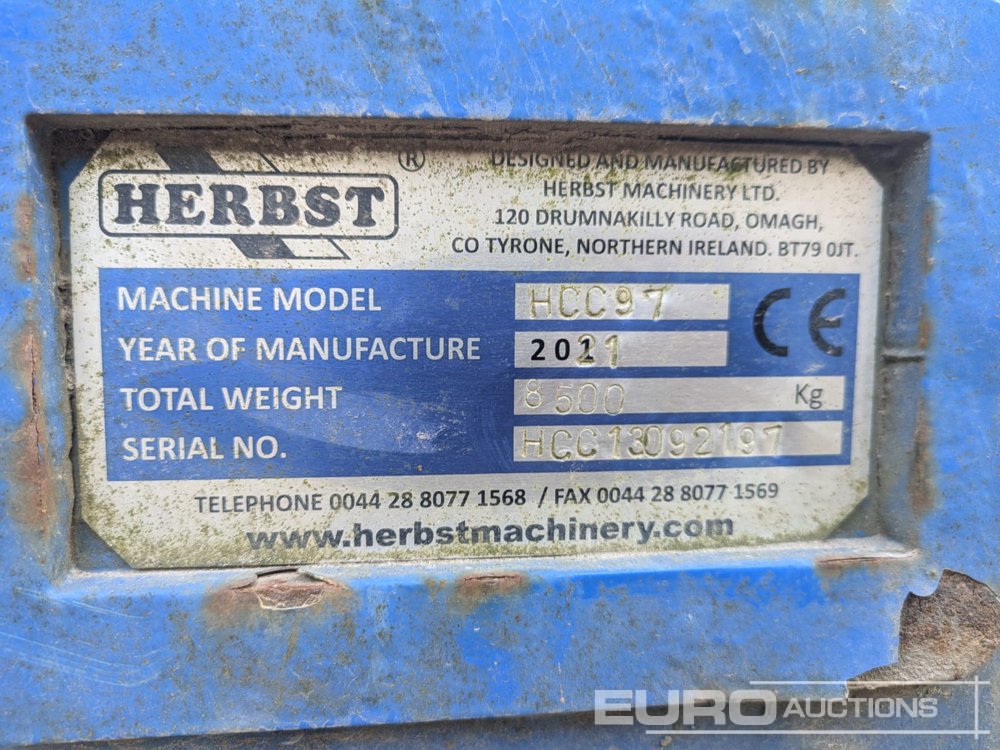 HERBST ®
DESIGNED AND MANUFACTURED BY
HERBST MACHINERY LTD.
120 DRUMNAKILLY ROAD, OMAGH,
CO TYRONE, NORTHERN IRELAND. BT79 0JT.
MACHINE MODEL HCC97
YEAR OF MANUFACTURE 2021
TOTAL WEIGHT 8500 Kg
SERIAL NO. HCC13092197
CE
TELEPHONE 0044 28 8077 1568 / FAX 0044 28 8077 1569
www.herbstmachinery.com
EURO AUCTIONS